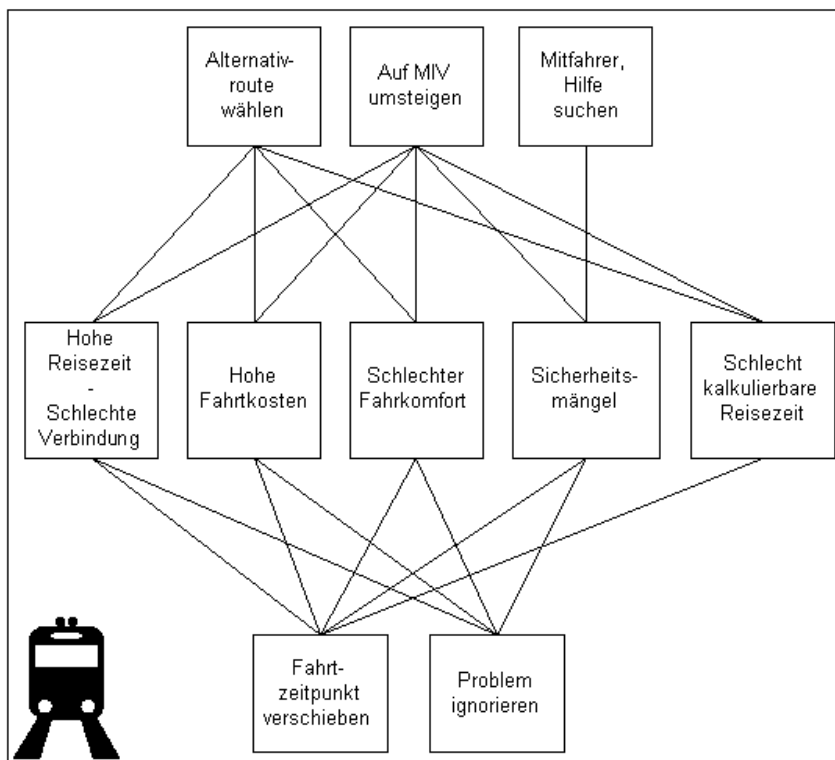 Alternativ-
route
wählen
Auf MIV
umsteigen
Mitfahrer,
Hilfe
suchen
Hohe
Reisezeit
-
Schlechte
Verbindung
Hohe
Fahrtkosten
Schlechter
Fahrkomfort
Sicherheits-
mängel
Schlecht
kalkulierbare
Reisezeit
Fahrt-
zeitpunkt
verschieben
Problem
ignorieren